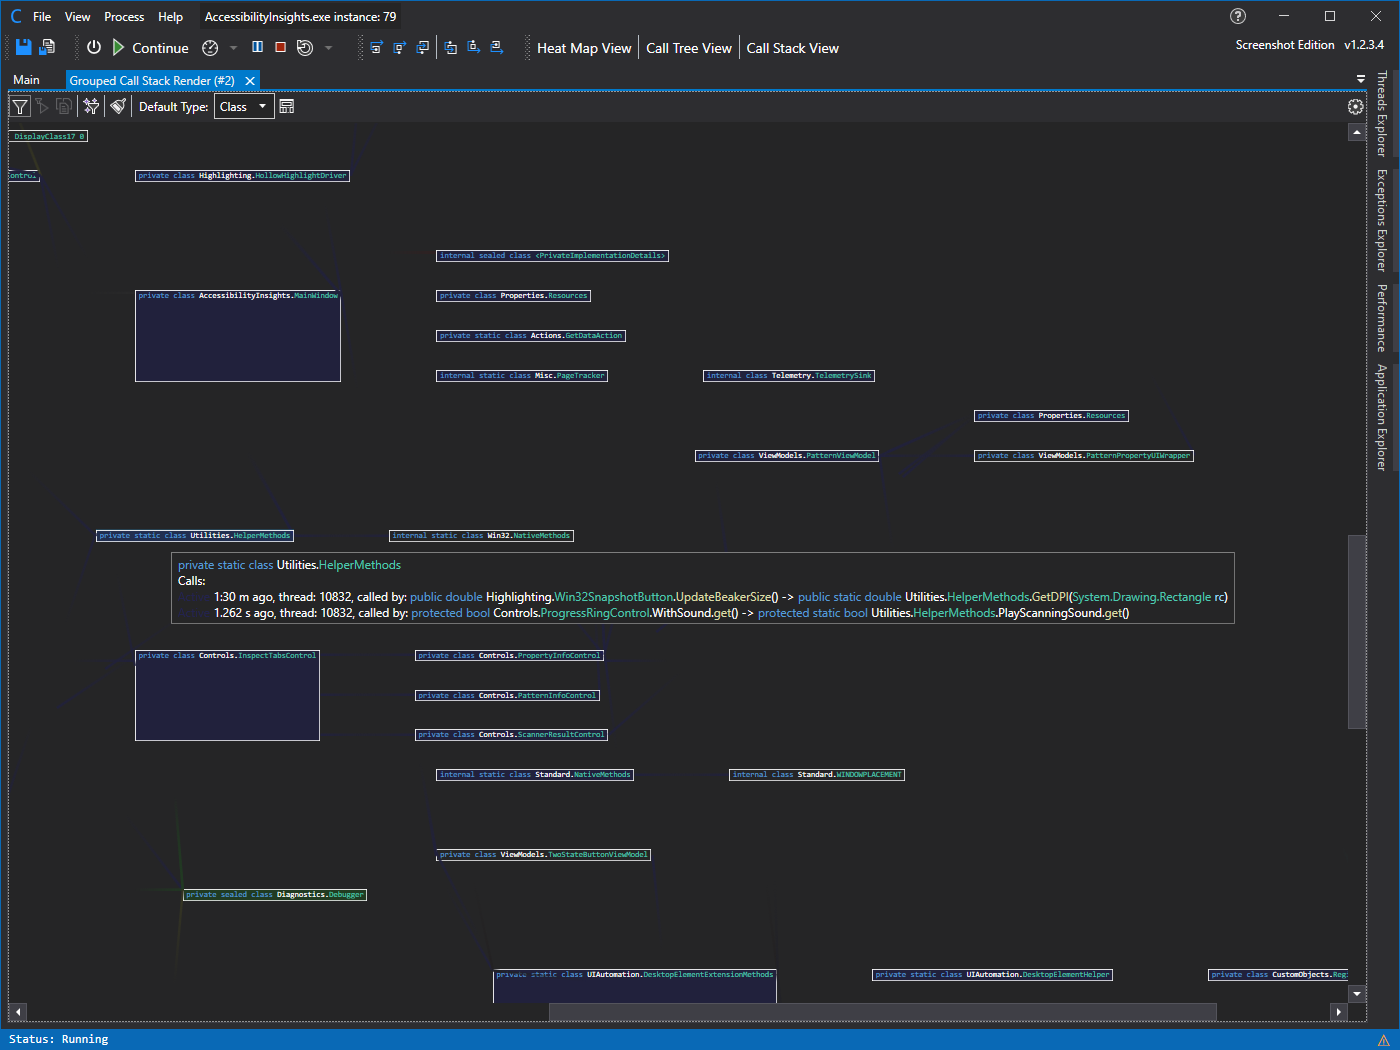 C File View Process Help AccessibilityInsights.exe instance: 79
Continue Heat Map View Call Tree View Call Stack View Screenshot Edition v1.2.3.4
Main Grouped Call Stack Render (#2)
Default Type: Class
Threads Explorer
Exceptions Explorer
Performance
Application Explorer
DisplayClass17 0
private class Highlighting.HollowHighlightDriver
internal sealed class <PrivateImplementationDetails>
private class AccessibilityInsights.MainWindow
private class Properties.Resources
private static class Actions.GetDataAction
internal static class Misc.PageTracker
internal class Telemetry.TelemetrySink
private class Properties.Resources
private class ViewModels.PatternViewModel
private class ViewModels.PatternPropertyUIWrapper
private static class Utilities.HelperMethods
internal static class Win32.NativeMethods
private static class Utilities.HelperMethods
Calls:
1:30 m ago, thread: 10832, called by: public double Highlighting.Win32SnapshotButton.UpdateBeakerSize() -> public static double Utilities.HelperMethods.GetDPI(System.Drawing.Rectangle rc)
1.262 s ago, thread: 10832, called by: protected bool Controls.ProgressRingControl.WithSound.get() -> protected static bool Utilities.HelperMethods.PlayScanningSound.get()
private class Controls.InspectTabsControl
private class Controls.PropertyInfoControl
private class Controls.PatternInfoControl
private class Controls.ScannerResultControl
internal static class Standard.NativeMethods
internal class Standard.WINDOWPLACEMENT
private class ViewModels.TwoStateButtonViewModel
private sealed class Diagnostics.Debugger
private static class UIAutomation.DesktopElementExtensionMethods
private static class UIAutomation.DesktopElementHelper
private class CustomObjects.Reg
Status: Running